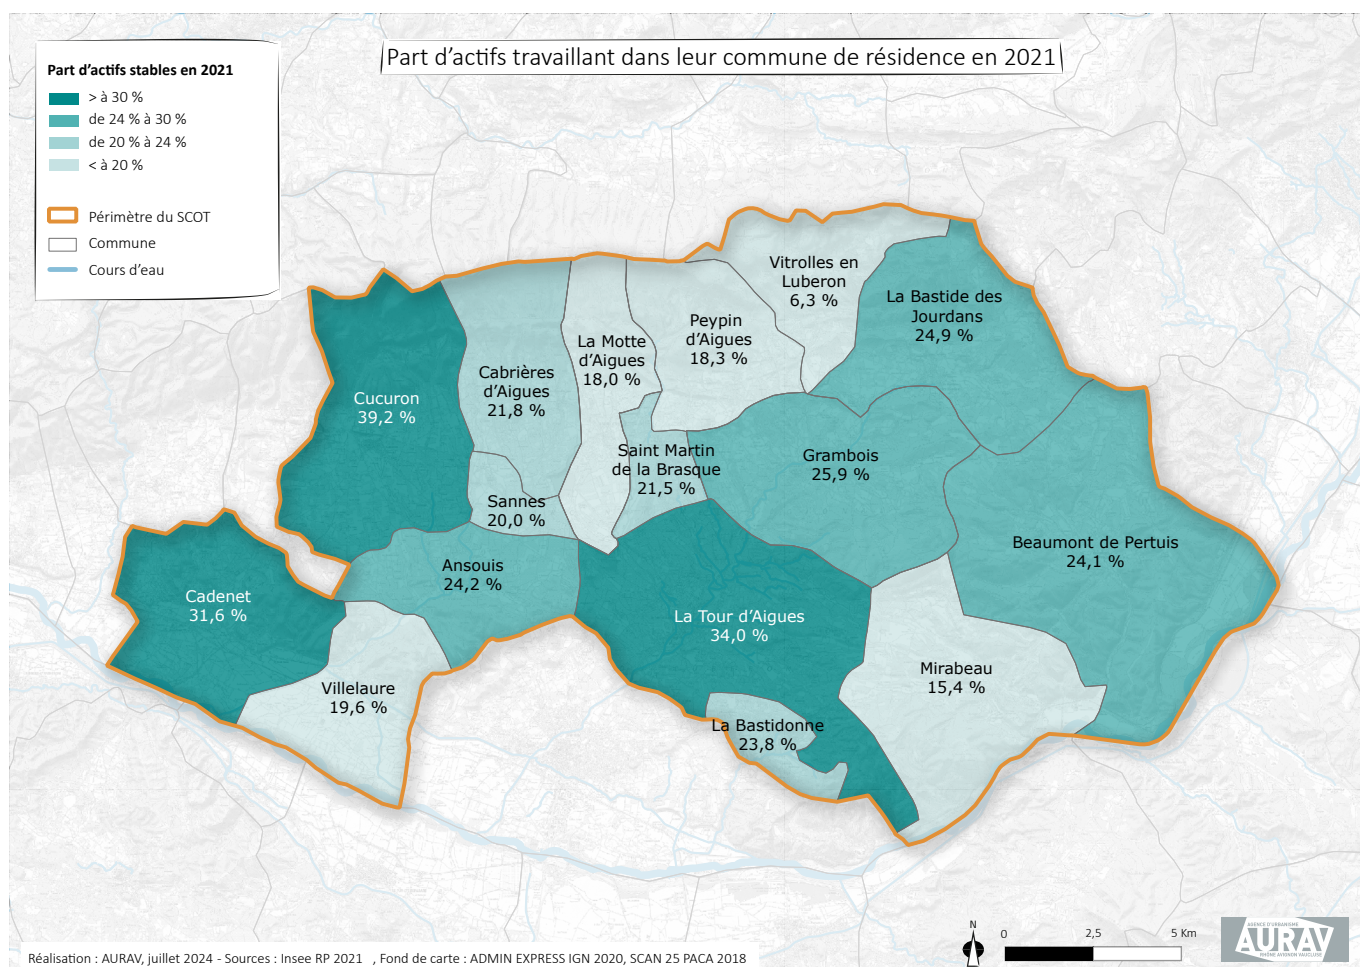 Part d'actifs travaillant dans leur commune de résidence en 2021
Part d'actifs stables en 2021
> à 30 %
de 24 % à 30 %
de 20 % à 24 %
< à 20 %
Périmètre du SCOT
Commune
Cours d'eau
Vitrolles en
Luberon
6,3 %
La Bastide des
Jourdans
24,9 %
Peypin
d'Aigues
18,3 %
La Motte
d'Aigues
18,0 %
Cabrières
d'Aigues
21,8 %
Cucuron
39,2 %
Saint Martin
de la Brasque
21,5 %
Grambois
25,9 %
Sannes
20,0 %
Beaumont de Pertuis
24,1 %
Ansouis
24,2 %
Cadenet
31,6 %
La Tour d'Aigues
34,0 %
Mirabeau
15,4 %
Villelaure
19,6 %
La Bastidonne
23,8 %
N
0 2,5 5 Km
AGENCE D'URBANISME
AURAV
RHÔNE AVIGNON VAUCLUSE
Réalisation : AURAV, juillet 2024 - Sources : Insee RP 2021 , Fond de carte : ADMIN EXPRESS IGN 2020, SCAN 25 PACA 2018